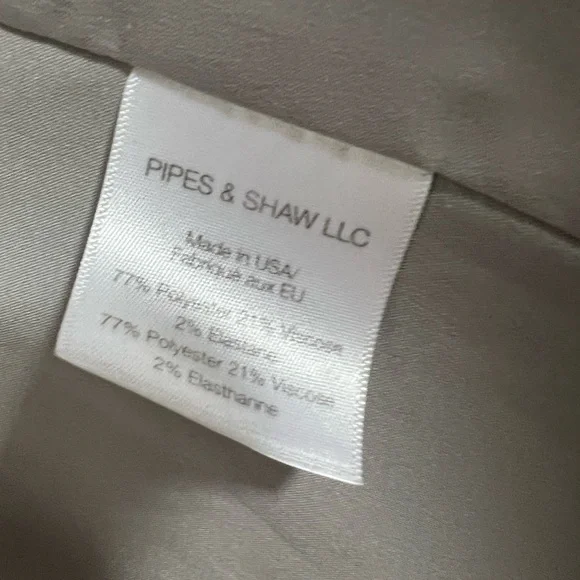 PIPES & SHAW LLC
Made in USA/
Fabriqué aux EU
77% Polyester 21% Viscose
2% Elastane
77% Polyester 21% Viscose
2% Elasthanne